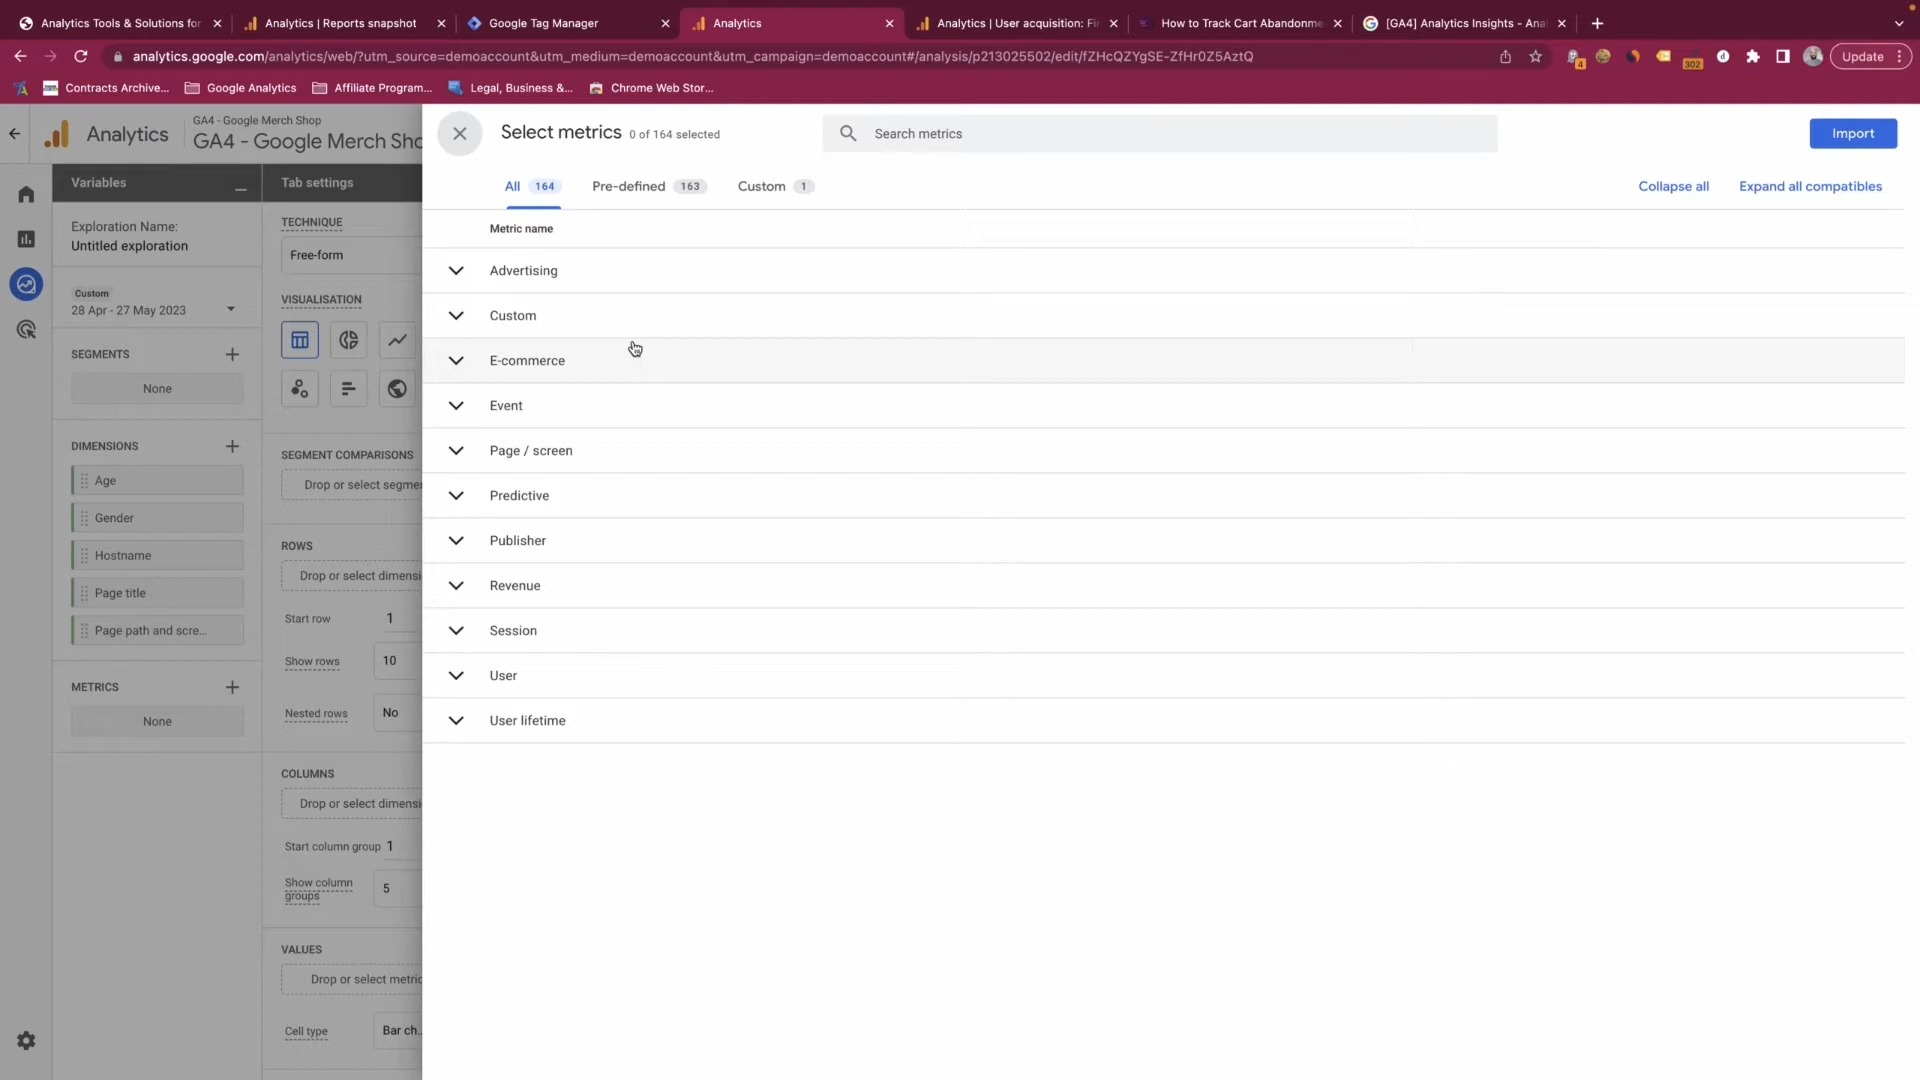 Analytics Tools & Solutions for
Analytics | Reports snapshot
Google Tag Manager
Analytics
Analytics | User acquisition: Fi
How to Track Cart Abandonme
[GA4] Analytics Insights - Ana
analytics.google.com/analytics/web/?utm_source=demoaccount&utm_medium=demoaccount&utm_campaign=demoaccount#/analysis/p213025502/edit/fZHcQZYgSE-ZfHr0Z5AztQ
4
302
Update
Contracts Archive...
Google Analytics
Affiliate Program...
Legal, Business &...
Chrome Web Stor...
Analytics
GA4 - Google Merch Shop
GA4 - Google Merch Sho
Variables
Exploration Name:
Untitled exploration
Custom
28 Apr - 27 May 2023
SEGMENTS
None
DIMENSIONS
Age
Gender
Hostname
Page title
Page path and scre...
METRICS
None
Tab settings
TECHNIQUE
Free-form
VISUALISATION
SEGMENT COMPARISONS
Drop or select segme
ROWS
Drop or select dimensi
Start row 1
Show rows 10
Nested rows No
COLUMNS
Drop or select dimensi
Start column group 1
Show column groups 5
VALUES
Drop or select metric
Cell type Bar ch...
Select metrics 0 of 164 selected
Search metrics
Import
All 164
Pre-defined 163
Custom 1
Collapse all
Expand all compatibles
Metric name
Advertising
Custom
E-commerce
Event
Page / screen
Predictive
Publisher
Revenue
Session
User
User lifetime